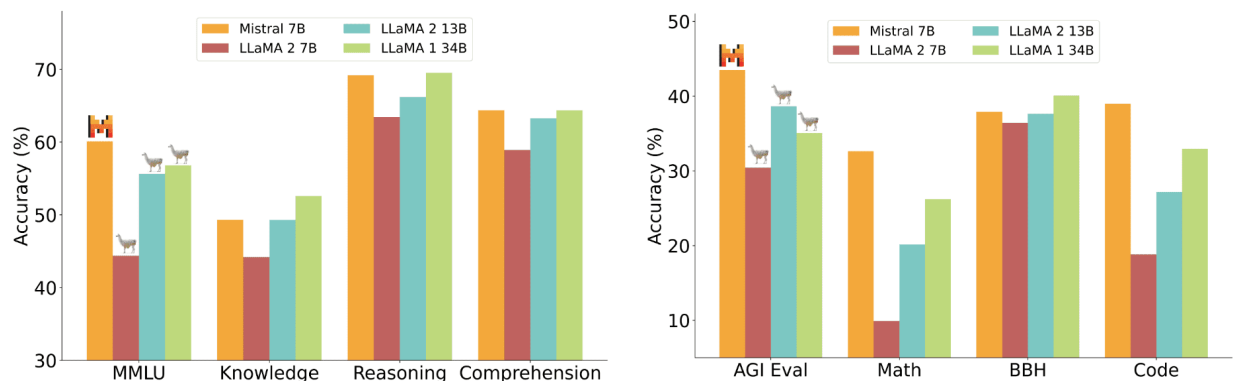 Mistral 7B
LLaMA 2 7B
LLaMA 2 13B
LLaMA 1 34B
Accuracy (%)
70
60
50
40
30
MMLU Knowledge Reasoning Comprehension
Mistral 7B
LLaMA 2 7B
LLaMA 2 13B
LLaMA 1 34B
Accuracy (%)
50
40
30
20
10
AGI Eval Math BBH Code